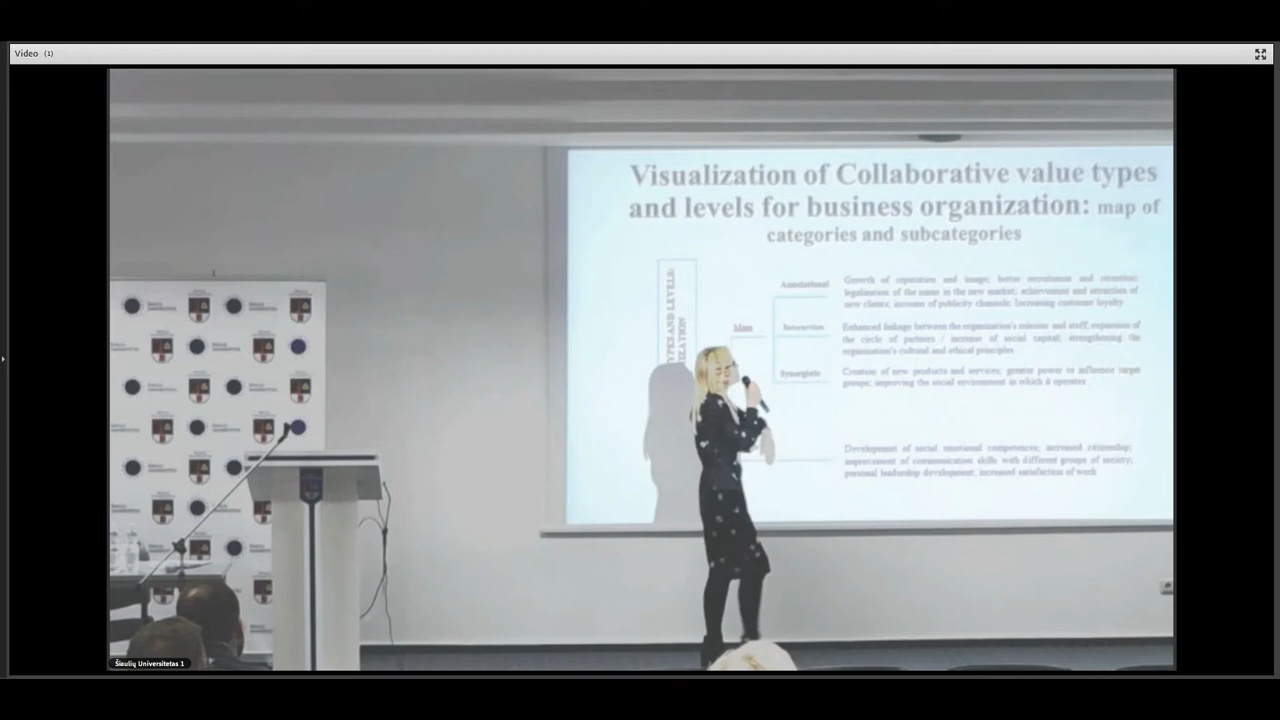 Video (1)
Visualization of Collaborative value types
and levels for business organization: map of
categories and subcategories
Associational
Growth of reputation and image; better recruitment and retention;
legalization of the name in the new market; achievement and attraction of
new clients; increase of publicity channels; Increasing customer loyalty
Interaction
Enhanced linkage between the organization's mission and staff; expansion of
the circle of partners / increase of social capital; strengthening the
organization's cultural and ethical principles
Synergistic
Creation of new products and services; greater power to influence target
groups; improving the social environment in which it operates
Development of social emotional competences; increased citizenship;
improvement of communication skills with different groups of society;
personal leadership development; increased satisfaction of work
YPES AND LEVELS:
IZATION
Šiaulių Universitetas 1